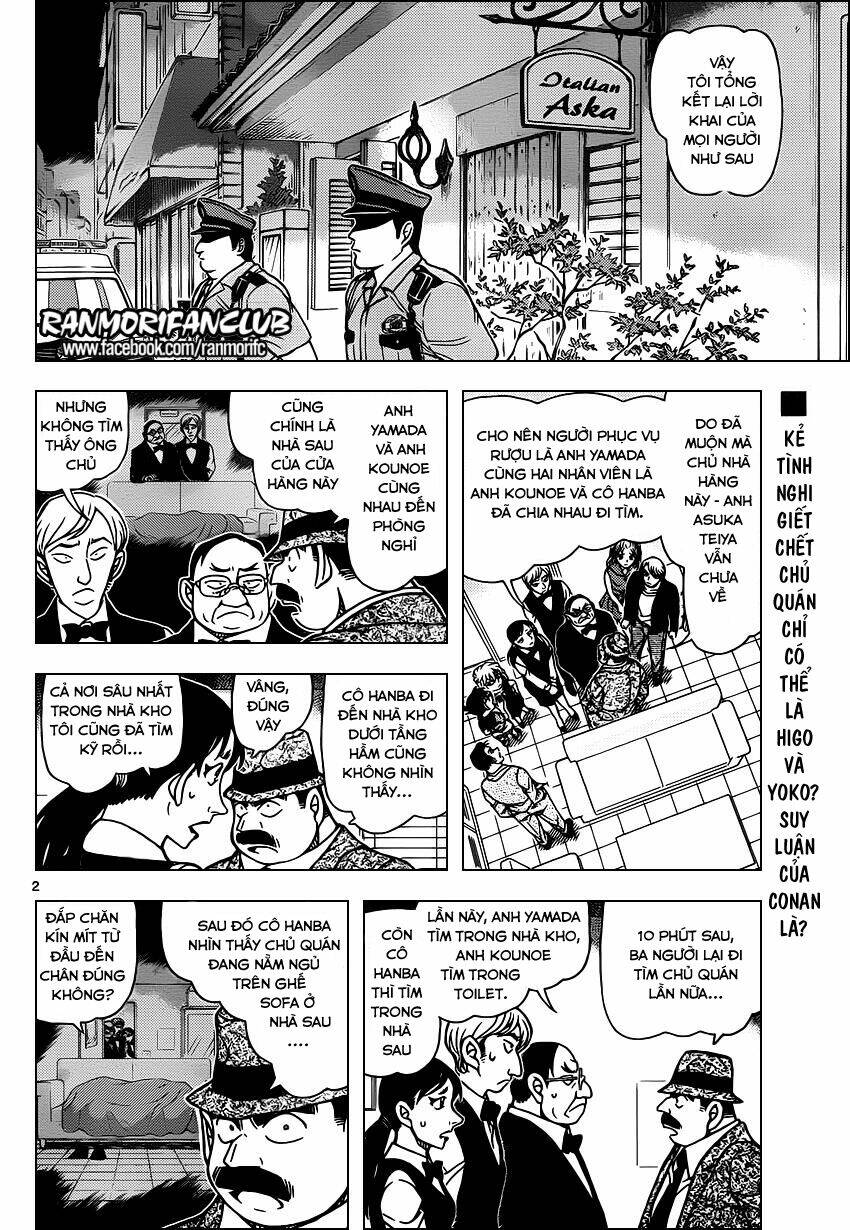 Italian
Aska
VẬY
TÔI TỔNG
KẾT LẠI LỜI
KHAI CỦA
MỌI NGƯỜI
NHƯ SAU
RANMORIFANCLUB
www.facebook.com/ranmorifc
KẺ
TÌNH
NGHI
GIẾT
CHẾT
CHỦ
QUÁN
CHỈ
CÓ
THỂ
LÀ
HIGO
VÀ
YOKO?
SUY
LUẬN
CỦA
CONAN
LÀ?
DO ĐÃ
MUỘN MÀ
CHỦ NHÀ
HÀNG
NÀY - ANH
ASUKA
TEIYA
VẪN
CHƯA
VỀ
CHO NÊN NGƯỜI PHỤC VỤ
RƯỢU LÀ ANH YAMADA
CÙNG HAI NHÂN VIÊN LÀ
ANH KOUNOE VÀ CÔ HANBA
ĐÃ CHIA NHAU ĐI TÌM.
ANH
YAMADA
VÀ ANH
KOUNOE
CÙNG
NHAU ĐẾN
PHÒNG
NGHỈ
CŨNG
CHÍNH LÀ
NHÀ SAU
CỦA CỬA
HÀNG NÀY
NHƯNG
KHÔNG TÌM
THẤY ÔNG
CHỦ
CÔ HANBA ĐI
ĐẾN NHÀ KHO
DƯỚI TẦNG
HẦM CŨNG
KHÔNG NHÌN
THẤY...
VÂNG,
ĐÚNG
VẬY
CẢ NƠI SÂU NHẤT
TRONG NHÀ KHO
TÔI CŨNG ĐÃ TÌM
KỸ RỒI...
2
10 PHÚT SAU,
BA NGƯỜI LẠI ĐI
TÌM CHỦ QUÁN
LẦN NỮA...
LẦN NÀY, ANH YAMADA
TÌM TRONG NHÀ KHO,
ANH KOUNOE
TÌM TRONG
TOILET.
CÒN
CÔ
HANBA
THÌ TÌM
TRONG
NHÀ
SAU
SAU ĐÓ CÔ HANBA
NHÌN THẤY CHỦ QUÁN
ĐANG NẰM NGỦ
TRÊN GHẾ
SOFA Ở
NHÀ SAU
....
ĐẮP CHĂN
KÍN MÍT TỪ
ĐẦU ĐẾN
CHÂN ĐÚNG
KHÔNG?